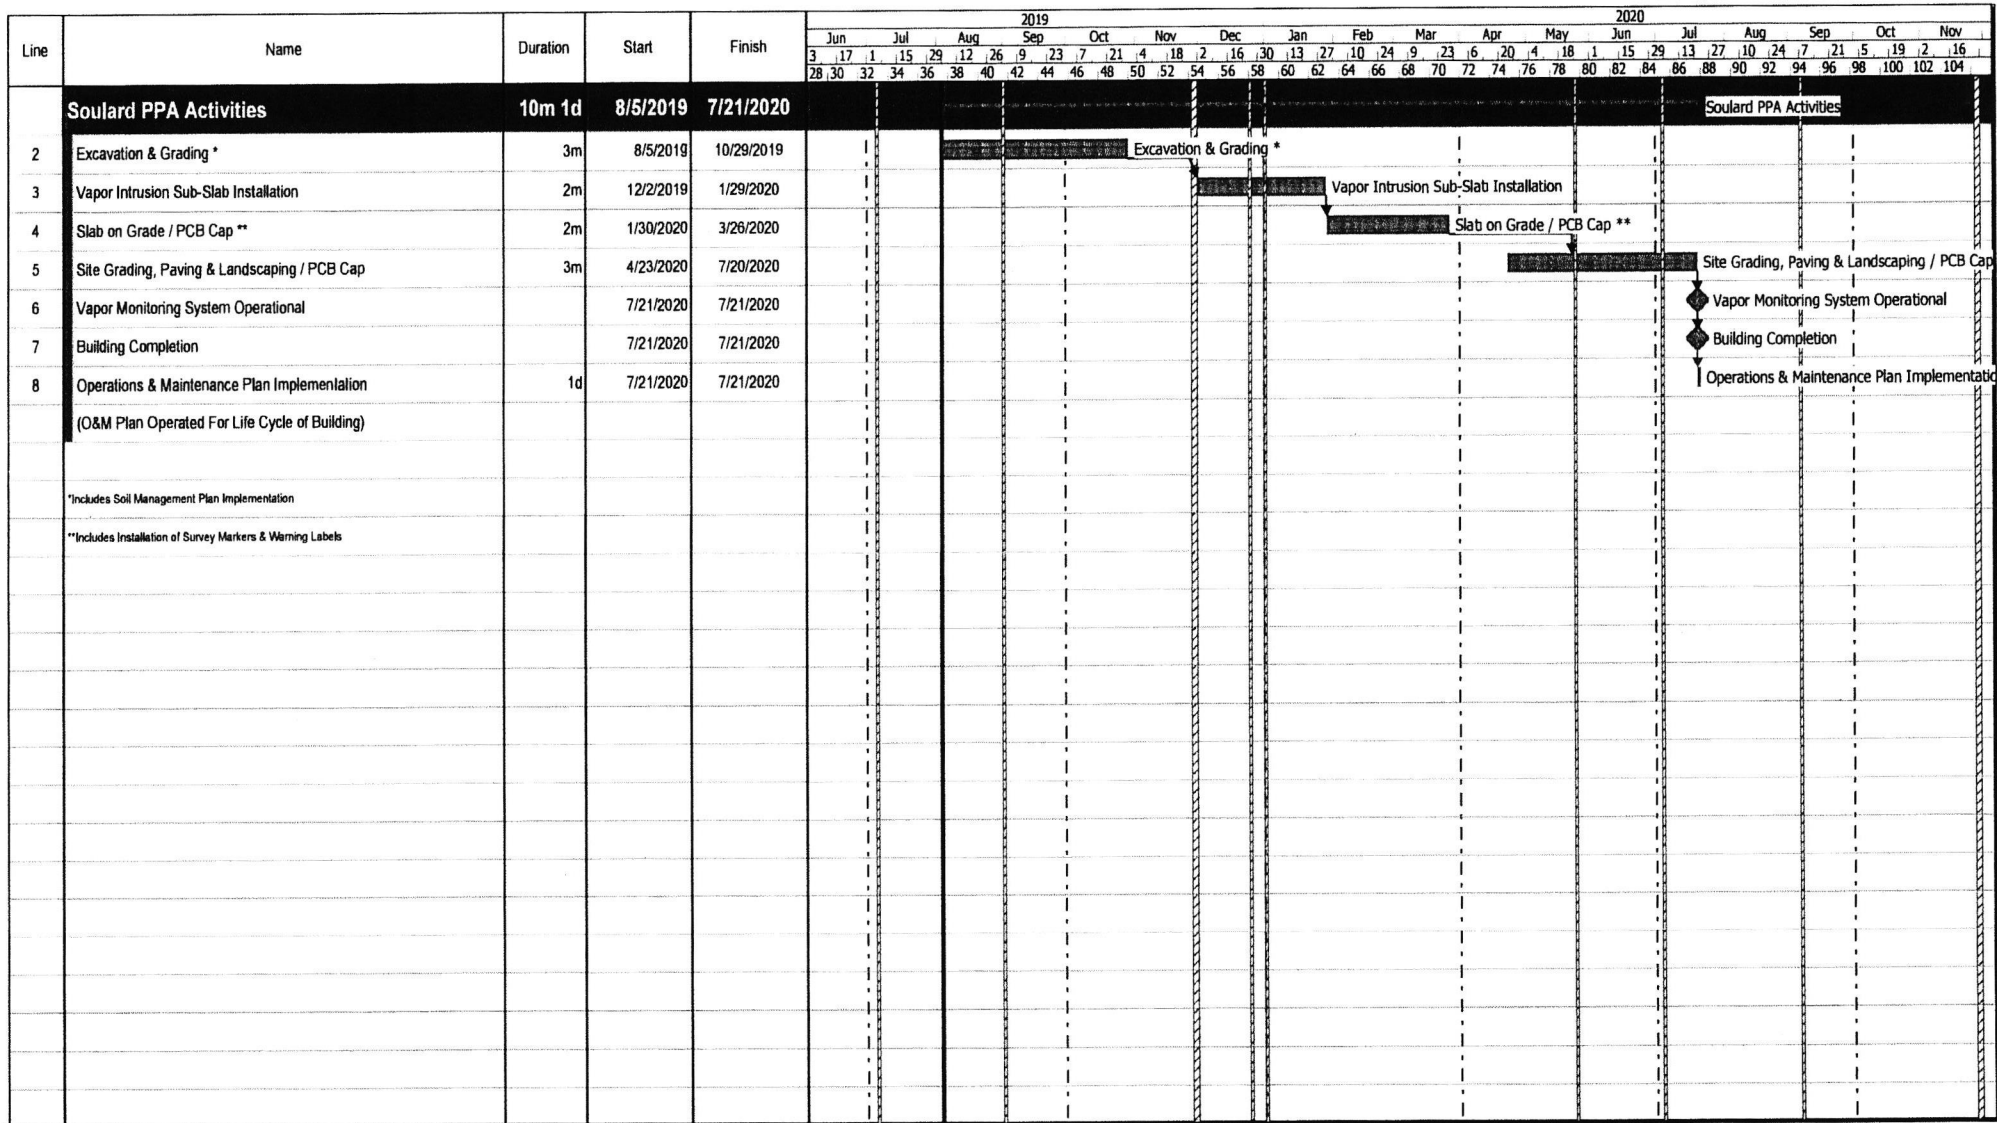 2019 2020
Line Name Duration Start Finish Jun Jul Aug Sep Oct Nov Dec Jan Feb Mar Apr May Jun Jul Aug Sep Oct Nov
3 17 1 15 29 12 26 9 23 7 21 4 18 2 16 30 13 27 10 24 9 23 6 20 4 18 1 15 29 13 27 10 24 7 21 5 19 2 16
28 30 32 34 36 38 40 42 44 46 48 50 52 54 56 58 60 62 64 66 68 70 72 74 76 78 80 82 84 86 88 90 92 94 96 98 100 102 104
Soulard PPA Activities 10m 1d 8/5/2019 7/21/2020 Soulard PPA Activities
2 Excavation & Grading * 3m 8/5/2019 10/29/2019 Excavation & Grading *
3 Vapor Intrusion Sub-Slab Installation 2m 12/2/2019 1/29/2020 Vapor Intrusion Sub-Slab Installation
4 Slab on Grade / PCB Cap ** 2m 1/30/2020 3/26/2020 Slab on Grade / PCB Cap **
5 Site Grading, Paving & Landscaping / PCB Cap 3m 4/23/2020 7/20/2020 Site Grading, Paving & Landscaping / PCB Cap
6 Vapor Monitoring System Operational 7/21/2020 7/21/2020 Vapor Monitoring System Operational
7 Building Completion 7/21/2020 7/21/2020 Building Completion
8 Operations & Maintenance Plan Implementation 1d 7/21/2020 7/21/2020 Operations & Maintenance Plan Implementatio
(O&M Plan Operated For Life Cycle of Building)
*Includes Soil Management Plan Implementation
**Includes Installation of Survey Markers & Warning Labels